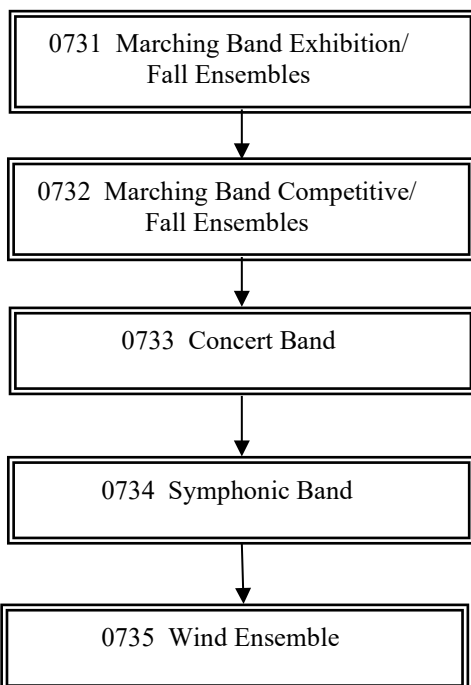 0731 Marching Band Exhibition/
Fall Ensembles
0732 Marching Band Competitive/
Fall Ensembles
0733 Concert Band
0734 Symphonic Band
0735 Wind Ensemble